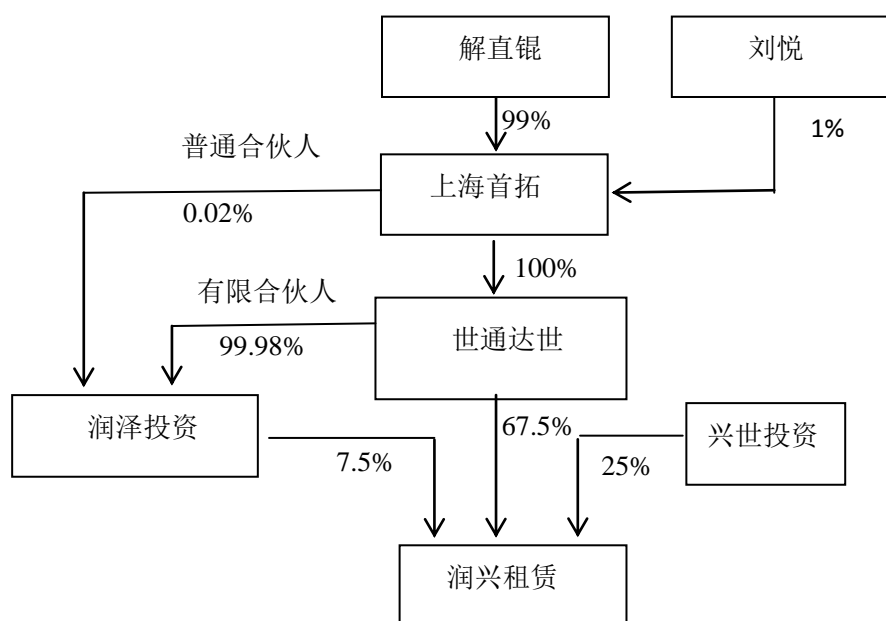 解直锟
刘悦
99%
1%
普通合伙人
上海首拓
0.02%
100%
有限合伙人
世通达世
99.98%
润泽投资
67.5%
兴世投资
7.5%
25%
润兴租赁